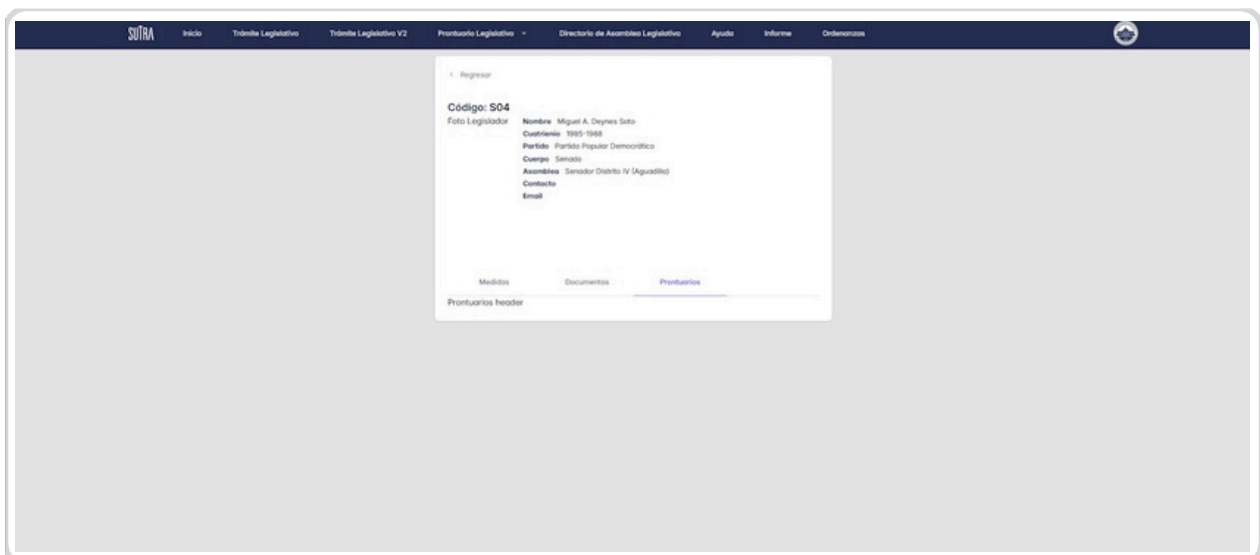 SUTRA Inicio Trámite Legislativo Trámite Legislativo V2 Prontuario Legislativo Directorio de Asamblea Legislativa Ayuda Informe Ordenanzas
< Regresar
Código: S04
Foto Legislador
Nombre Miguel A. Deynes Soto
Cuatrienio 1985-1988
Partido Partido Popular Democrático
Cuerpo Senado
Asamblea Senador Distrito IV (Aguadilla)
Contacto
Email
Medidas Documentos Prontuarios
Prontuarios header